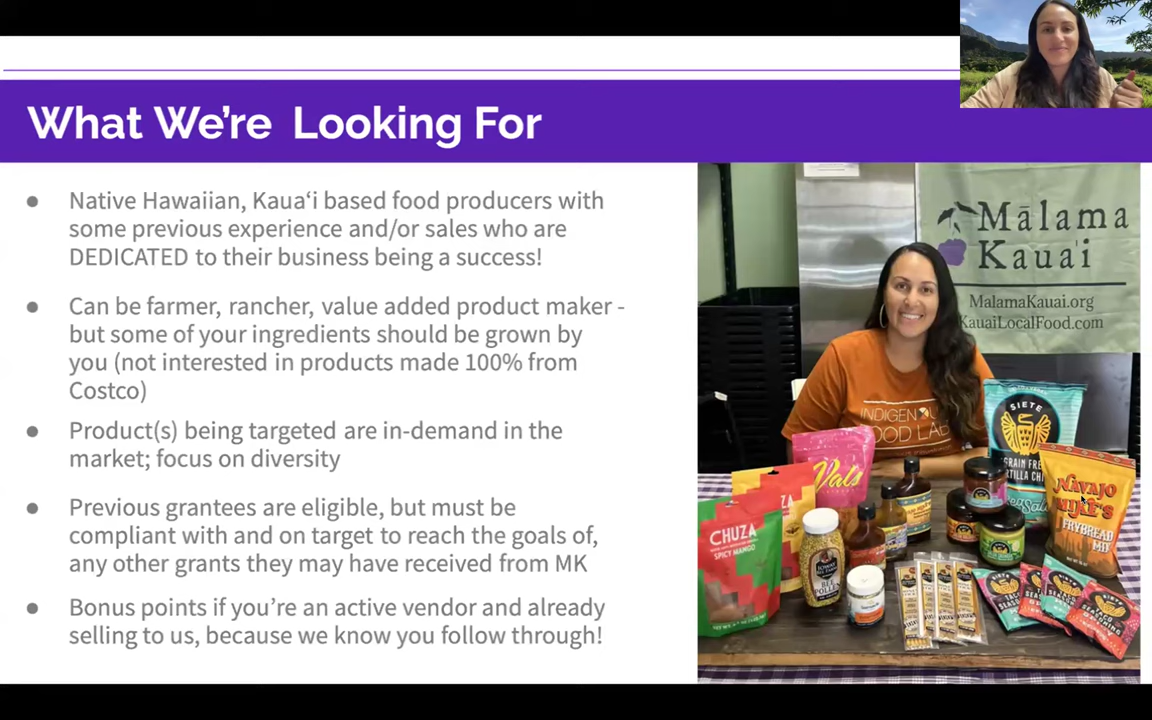 What We're Looking For
Native Hawaiian, Kauaʻi based food producers with
some previous experience and/or sales who are
DEDICATED to their business being a success!
Can be farmer, rancher, value added product maker -
but some of your ingredients should be grown by
you (not interested in products made 100% from
Costco)
Product(s) being targeted are in-demand in the
market; focus on diversity
Previous grantees are eligible, but must be
compliant with and on target to reach the goals of,
any other grants they may have received from MK
Bonus points if you're an active vendor and already
selling to us, because we know you follow through!
Mālama
Kaua'i
MalamaKauai.org
KauaiLocalFood.com
INDIGENOU
FOOD LAB
SIETE
GRAIN FREE
TORTILLA CHI
Vals
NAVAJO
MIKE'S
FRYBREAD
MIX
CHUZA
SPICY MANGO
BEE
POLLEN